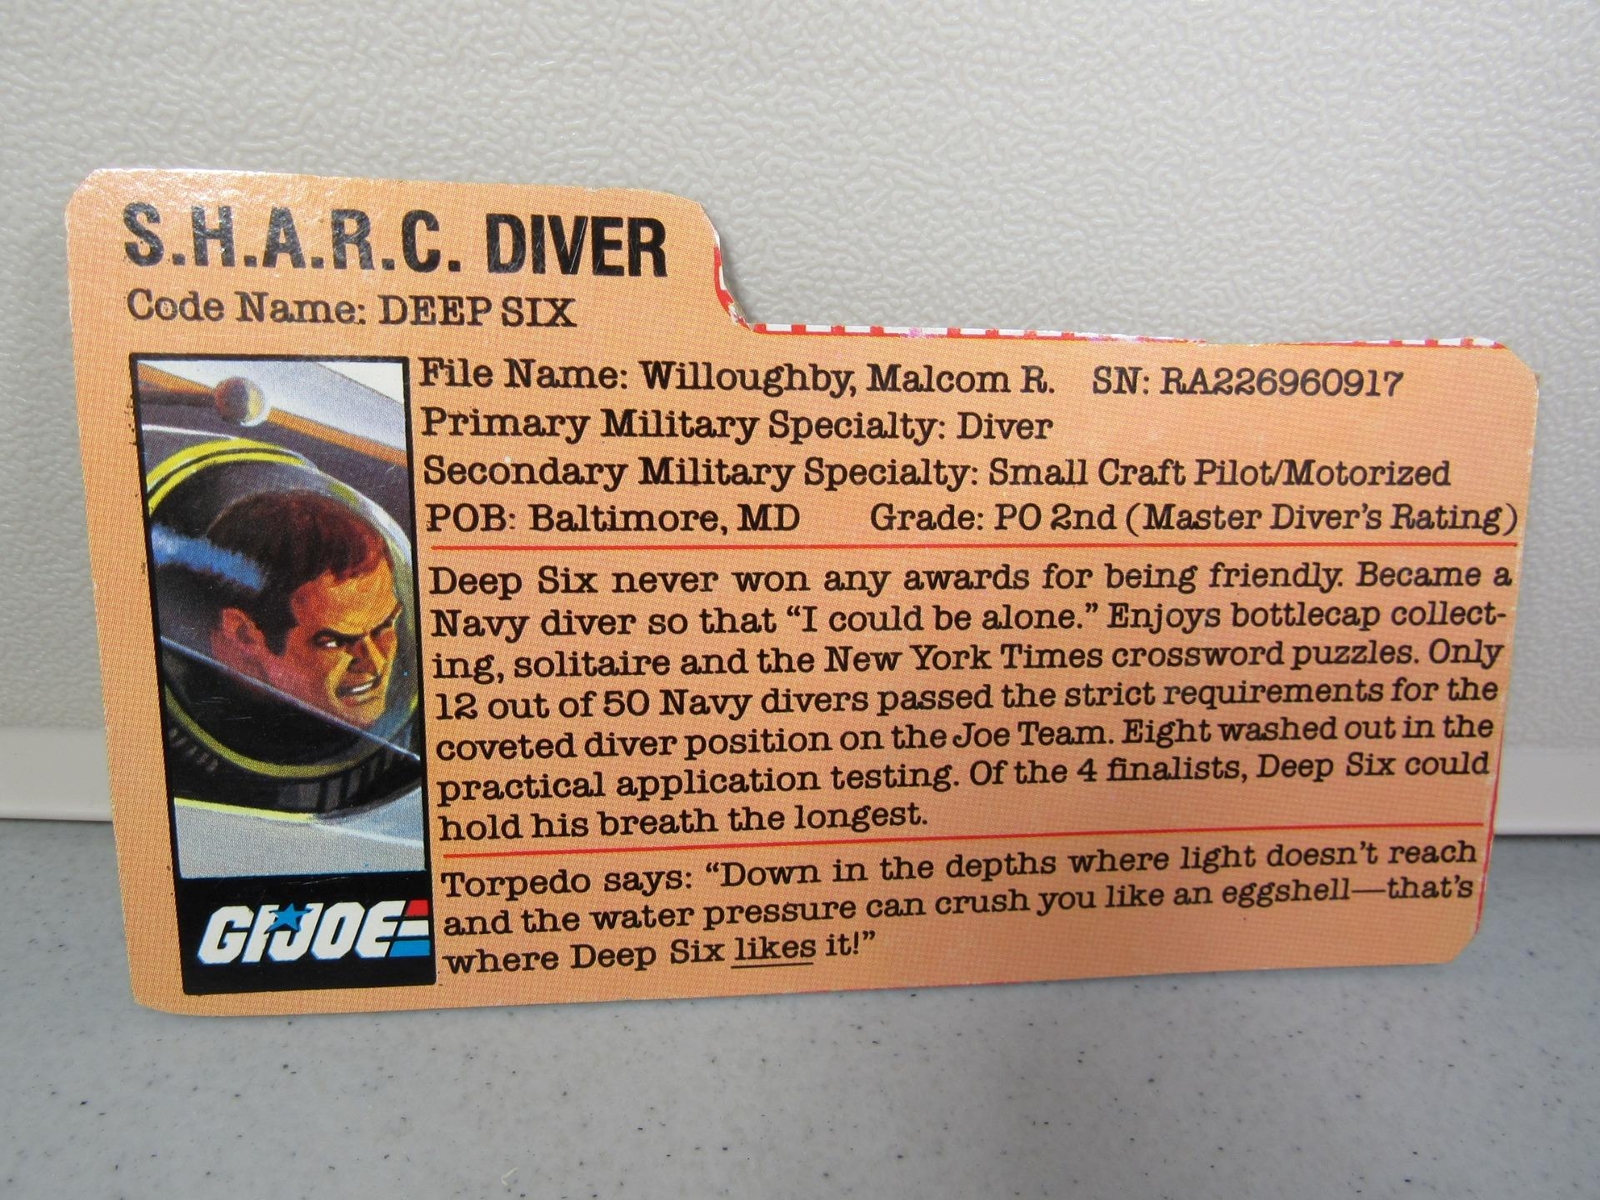 S.H.A.R.C. DIVER
Code Name: DEEP SIX
File Name: Willoughby, Malcom R. SN: RA226960917
Primary Military Specialty: Diver
Secondary Military Specialty: Small Craft Pilot/Motorized
POB: Baltimore, MD Grade: PO 2nd (Master Diver's Rating)
Deep Six never won any awards for being friendly. Became a
Navy diver so that “I could be alone.” Enjoys bottlecap collect-
ing, solitaire and the New York Times crossword puzzles. Only
12 out of 50 Navy divers passed the strict requirements for the
coveted diver position on the Joe Team. Eight washed out in the
practical application testing. Of the 4 finalists, Deep Six could
hold his breath the longest.
Torpedo says: “Down in the depths where light doesn't reach
and the water pressure can crush you like an eggshell—that's
where Deep Six likes it!”
GI JOE